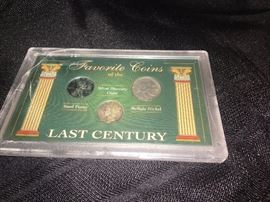 Favorite Coins
of the
Silver Mercury
Dime
Steel Penny
Buffalo Nickel
LAST CENTURY